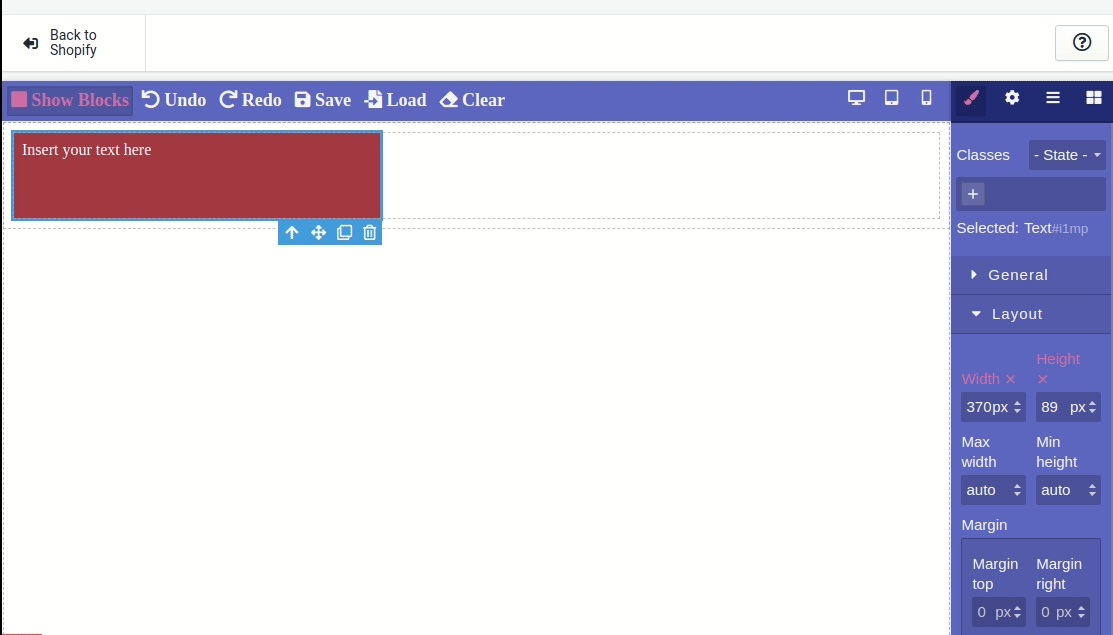 Back to
Shopify
Show Blocks Undo Redo Save Load Clear
Insert your text here
Classes - State -
+
Selected: Text#i1mp
General
Layout
Width × Height ×
370px 89 px
Max width Min height
auto auto
Margin
Margin top Margin right
0 px 0 px